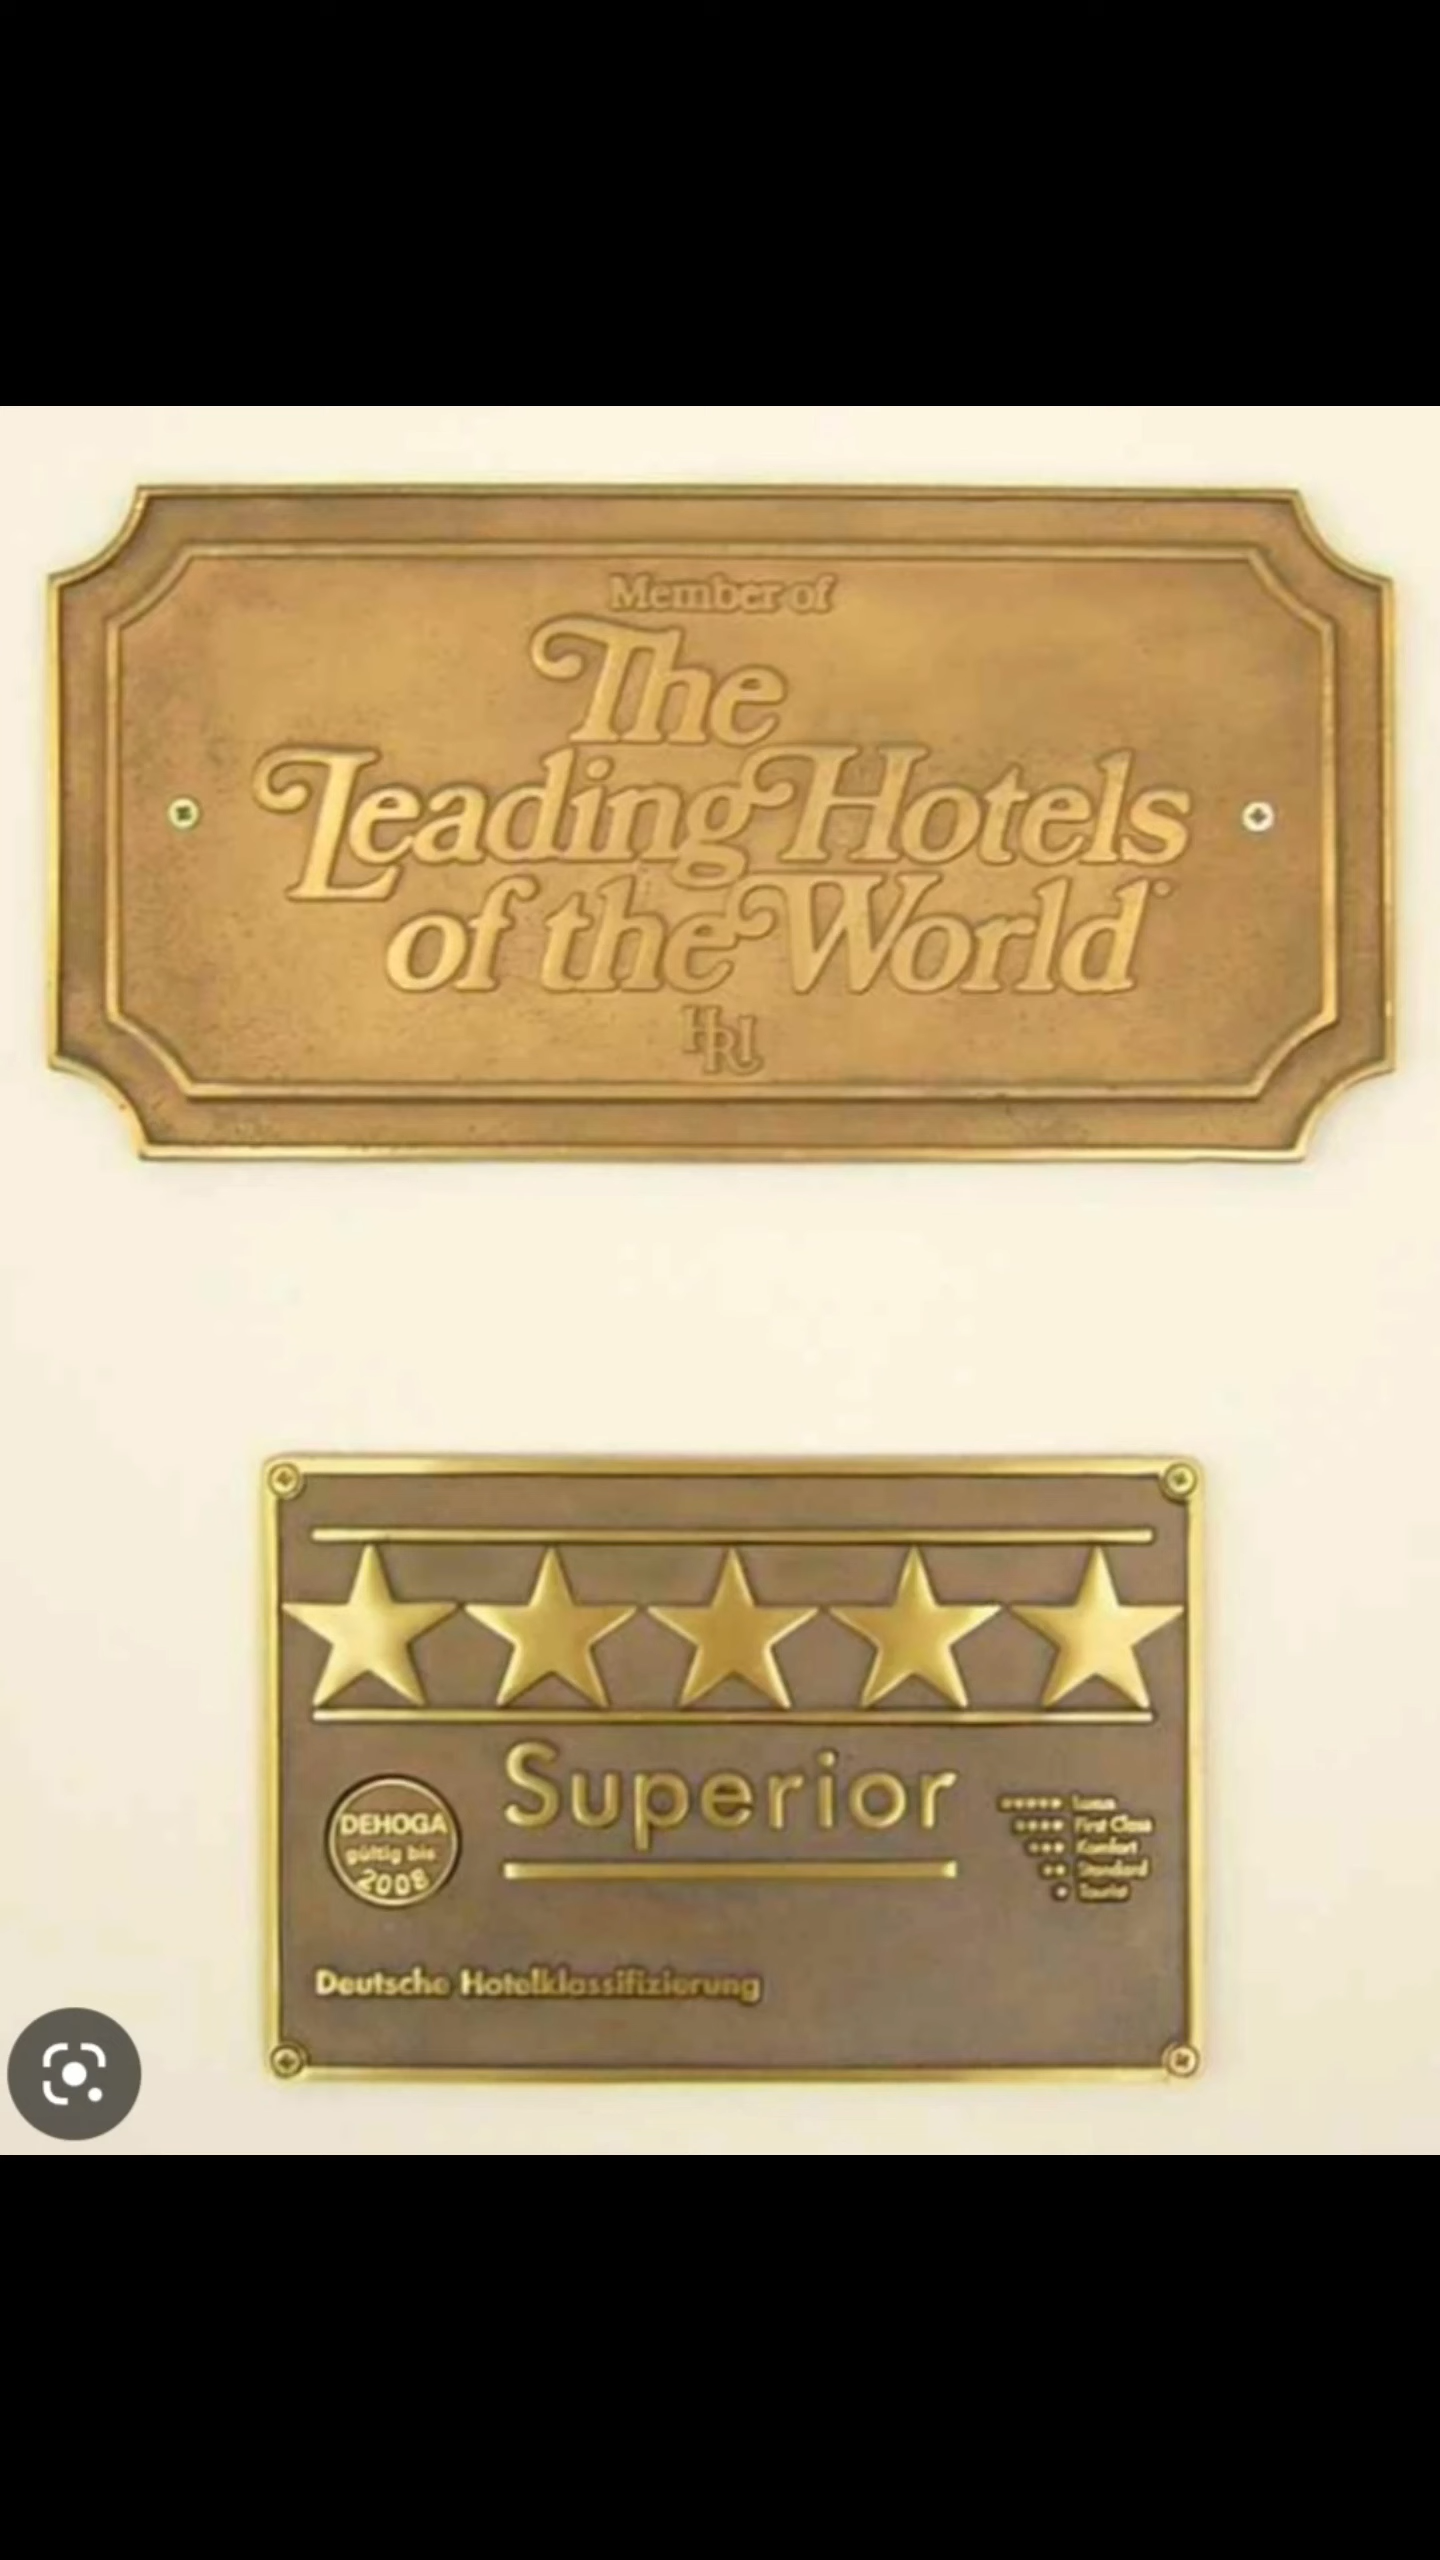 Member of
The
Leading Hotels
of the World
HRI
Superior
DEHOGA
gültig bis
2008
Luxus
First Class
Komfort
Standard
Tourist
Deutsche Hotelklassifizierung